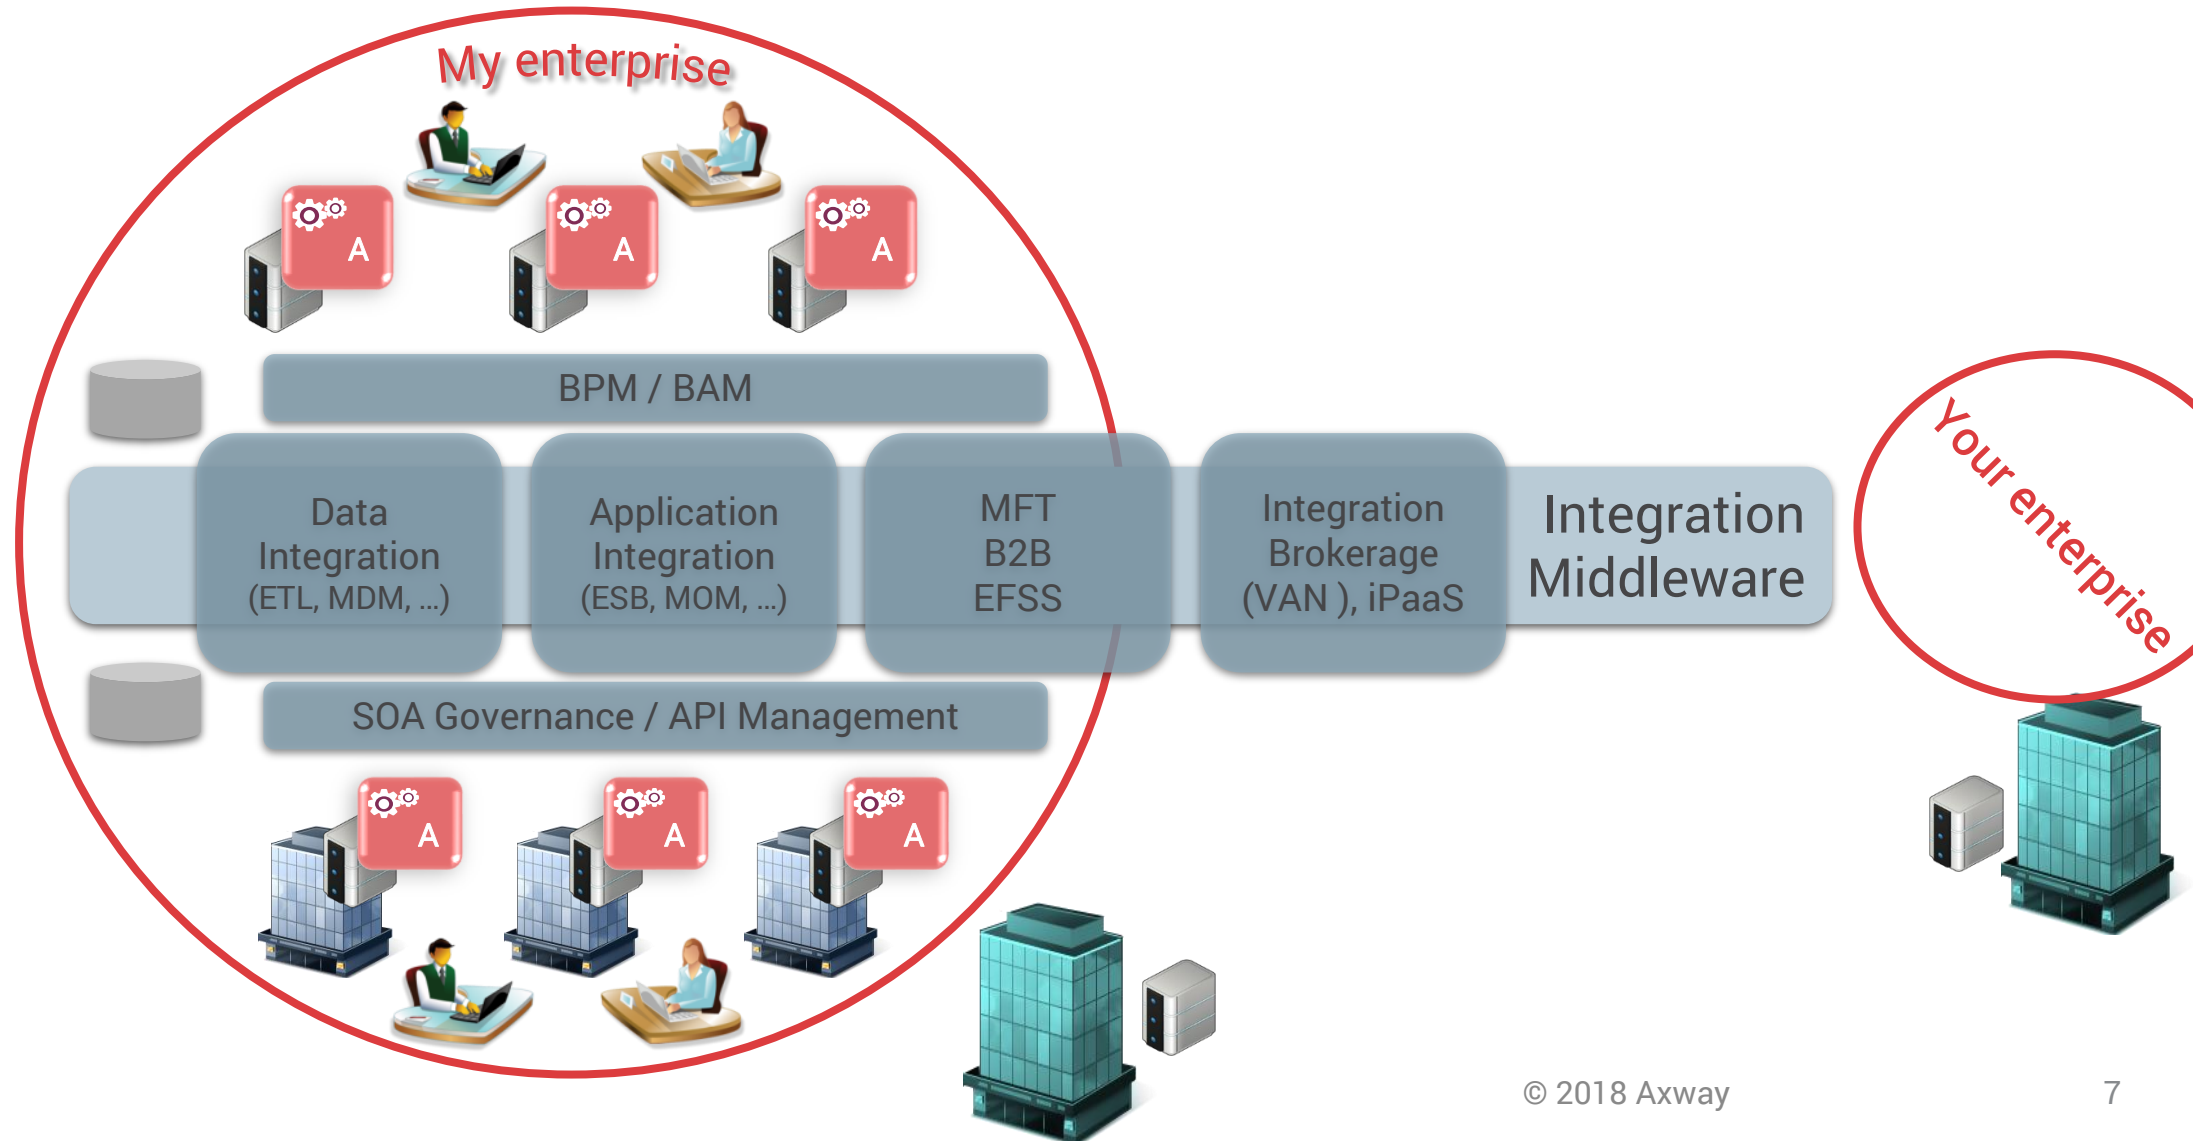 My enterprise
A
A
A
BPM / BAM
Data
Integration
(ETL, MDM, ...)
Application
Integration
(ESB, MOM, ...)
MFT
B2B
EFSS
Integration
Brokerage
(VAN ), iPaaS
Integration
Middleware
Your enterprise
SOA Governance / API Management
A
A
A
© 2018 Axway
7